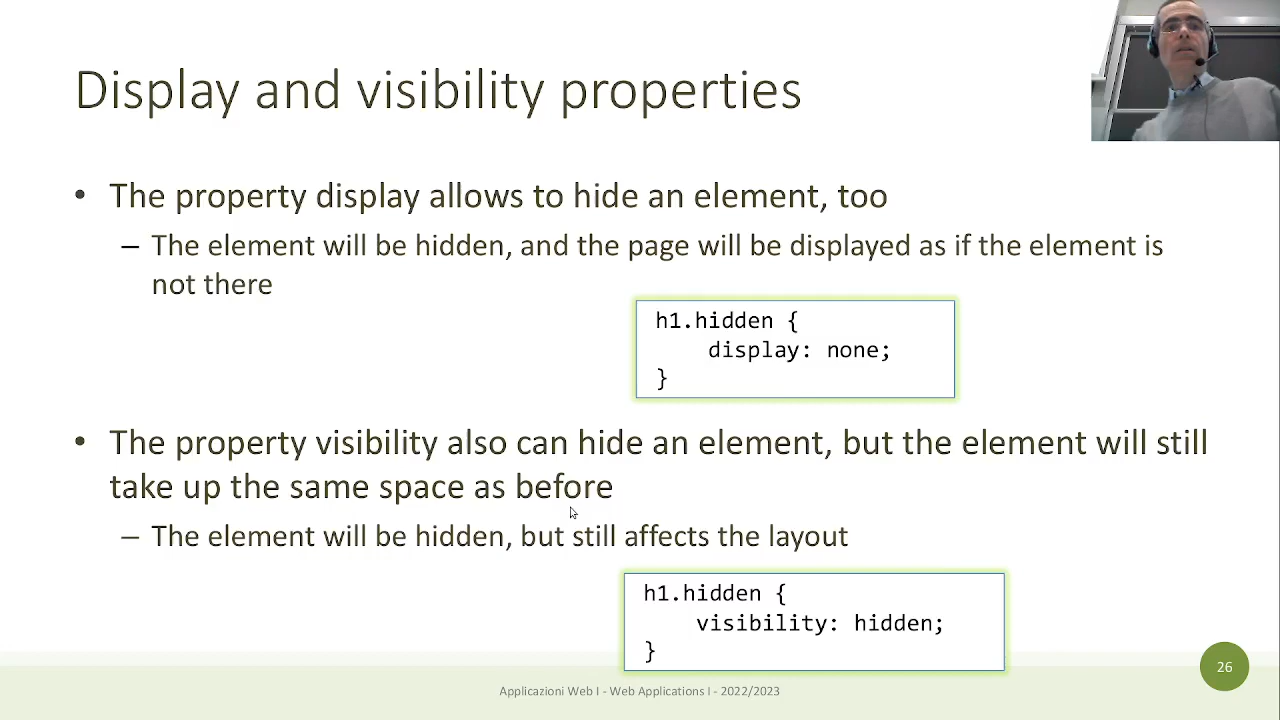 Display and visibility properties
• The property display allows to hide an element, too
– The element will be hidden, and the page will be displayed as if the element is
not there
h1.hidden {
display: none;
}
• The property visibility also can hide an element, but the element will still
take up the same space as before
– The element will be hidden, but still affects the layout
h1.hidden {
visibility: hidden;
}
26
Applicazioni Web I - Web Applications I - 2022/2023